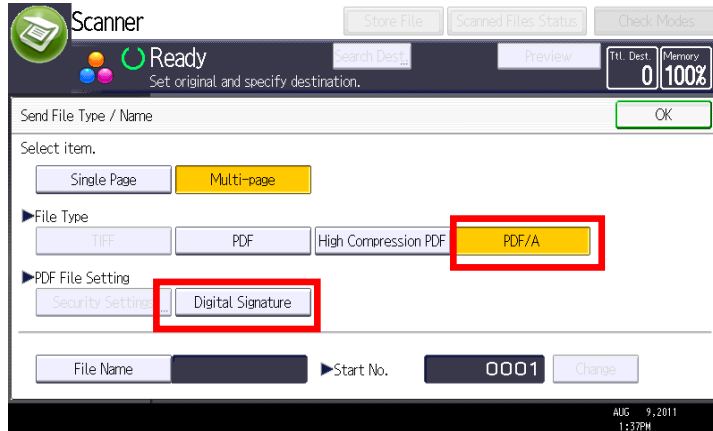 Scanner Store File Scanned Files Status Check Modes
Ready Search Dest. Preview Ttl. Dest. Memory
Set original and specify destination. 0 100%
Send File Type / Name OK
Select item.
Single Page Multi-page
►File Type
TIFF PDF High Compression PDF PDF/A
►PDF File Setting
Security Settings Digital Signature
File Name ►Start No. 0001 Change
AUG 9,2011
1:37PM